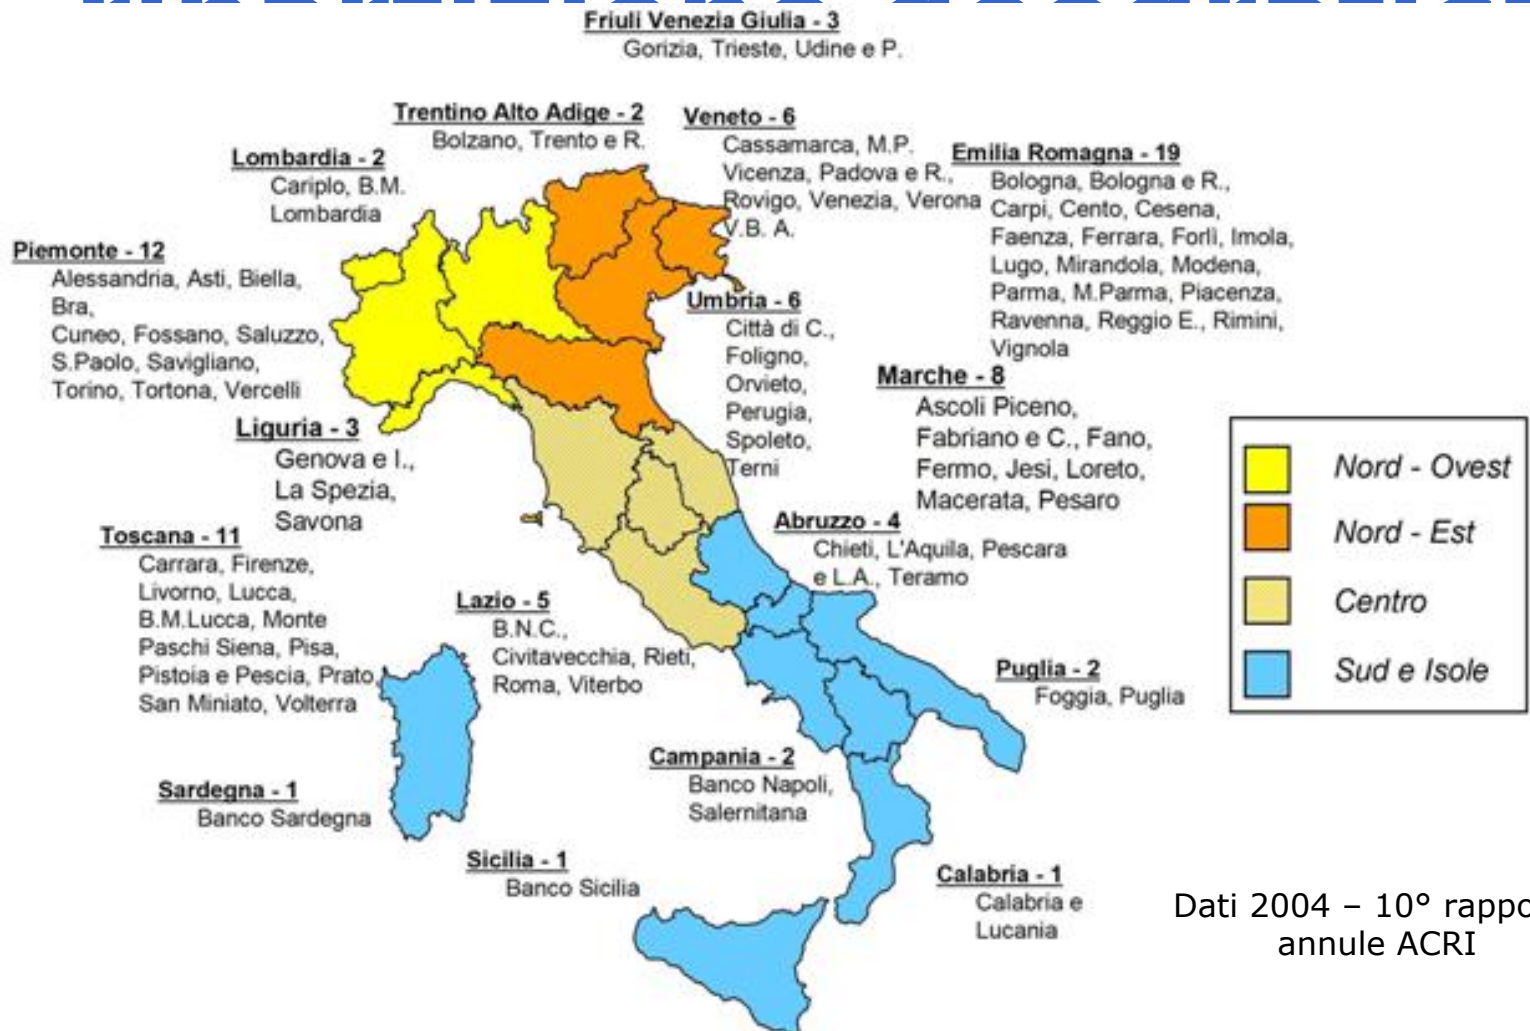 Friuli Venezia Giulia - 3
Gorizia, Trieste, Udine e P.
Trentino Alto Adige - 2
Bolzano, Trento e R.
Veneto - 6
Cassamarca, M.P.
Vicenza, Padova e R.,
Rovigo, Venezia, Verona
V.B. A.
Lombardia - 2
Cariplo, B.M.
Lombardia
Emilia Romagna - 19
Bologna, Bologna e R.,
Carpi, Cento, Cesena,
Faenza, Ferrara, Forlì, Imola,
Lugo, Mirandola, Modena,
Parma, M.Parma, Piacenza,
Ravenna, Reggio E., Rimini,
Vignola
Piemonte - 12
Alessandria, Asti, Biella,
Bra,
Cuneo, Fossano, Saluzzo,
S.Paolo, Savigliano,
Torino, Tortona, Vercelli
Umbria - 6
Città di C.,
Foligno,
Orvieto,
Perugia,
Spoleto,
Terni
Marche - 8
Ascoli Piceno,
Fabriano e C., Fano,
Fermo, Jesi, Loreto,
Macerata, Pesaro
Liguria - 3
Genova e I.,
La Spezia,
Savona
Nord - Ovest
Nord - Est
Centro
Sud e Isole
Toscana - 11
Carrara, Firenze,
Livorno, Lucca,
B.M.Lucca, Monte
Paschi Siena, Pisa,
Pistoia e Pescia, Prato,
San Miniato, Volterra
Abruzzo - 4
Chieti, L'Aquila, Pescara
e L.A., Teramo
Lazio - 5
B.N.C.,
Civitavecchia, Rieti,
Roma, Viterbo
Puglia - 2
Foggia, Puglia
Campania - 2
Banco Napoli,
Salernitana
Sardegna - 1
Banco Sardegna
Sicilia - 1
Banco Sicilia
Calabria - 1
Calabria e
Lucania
Dati 2004 – 10° rappo
annule ACRI